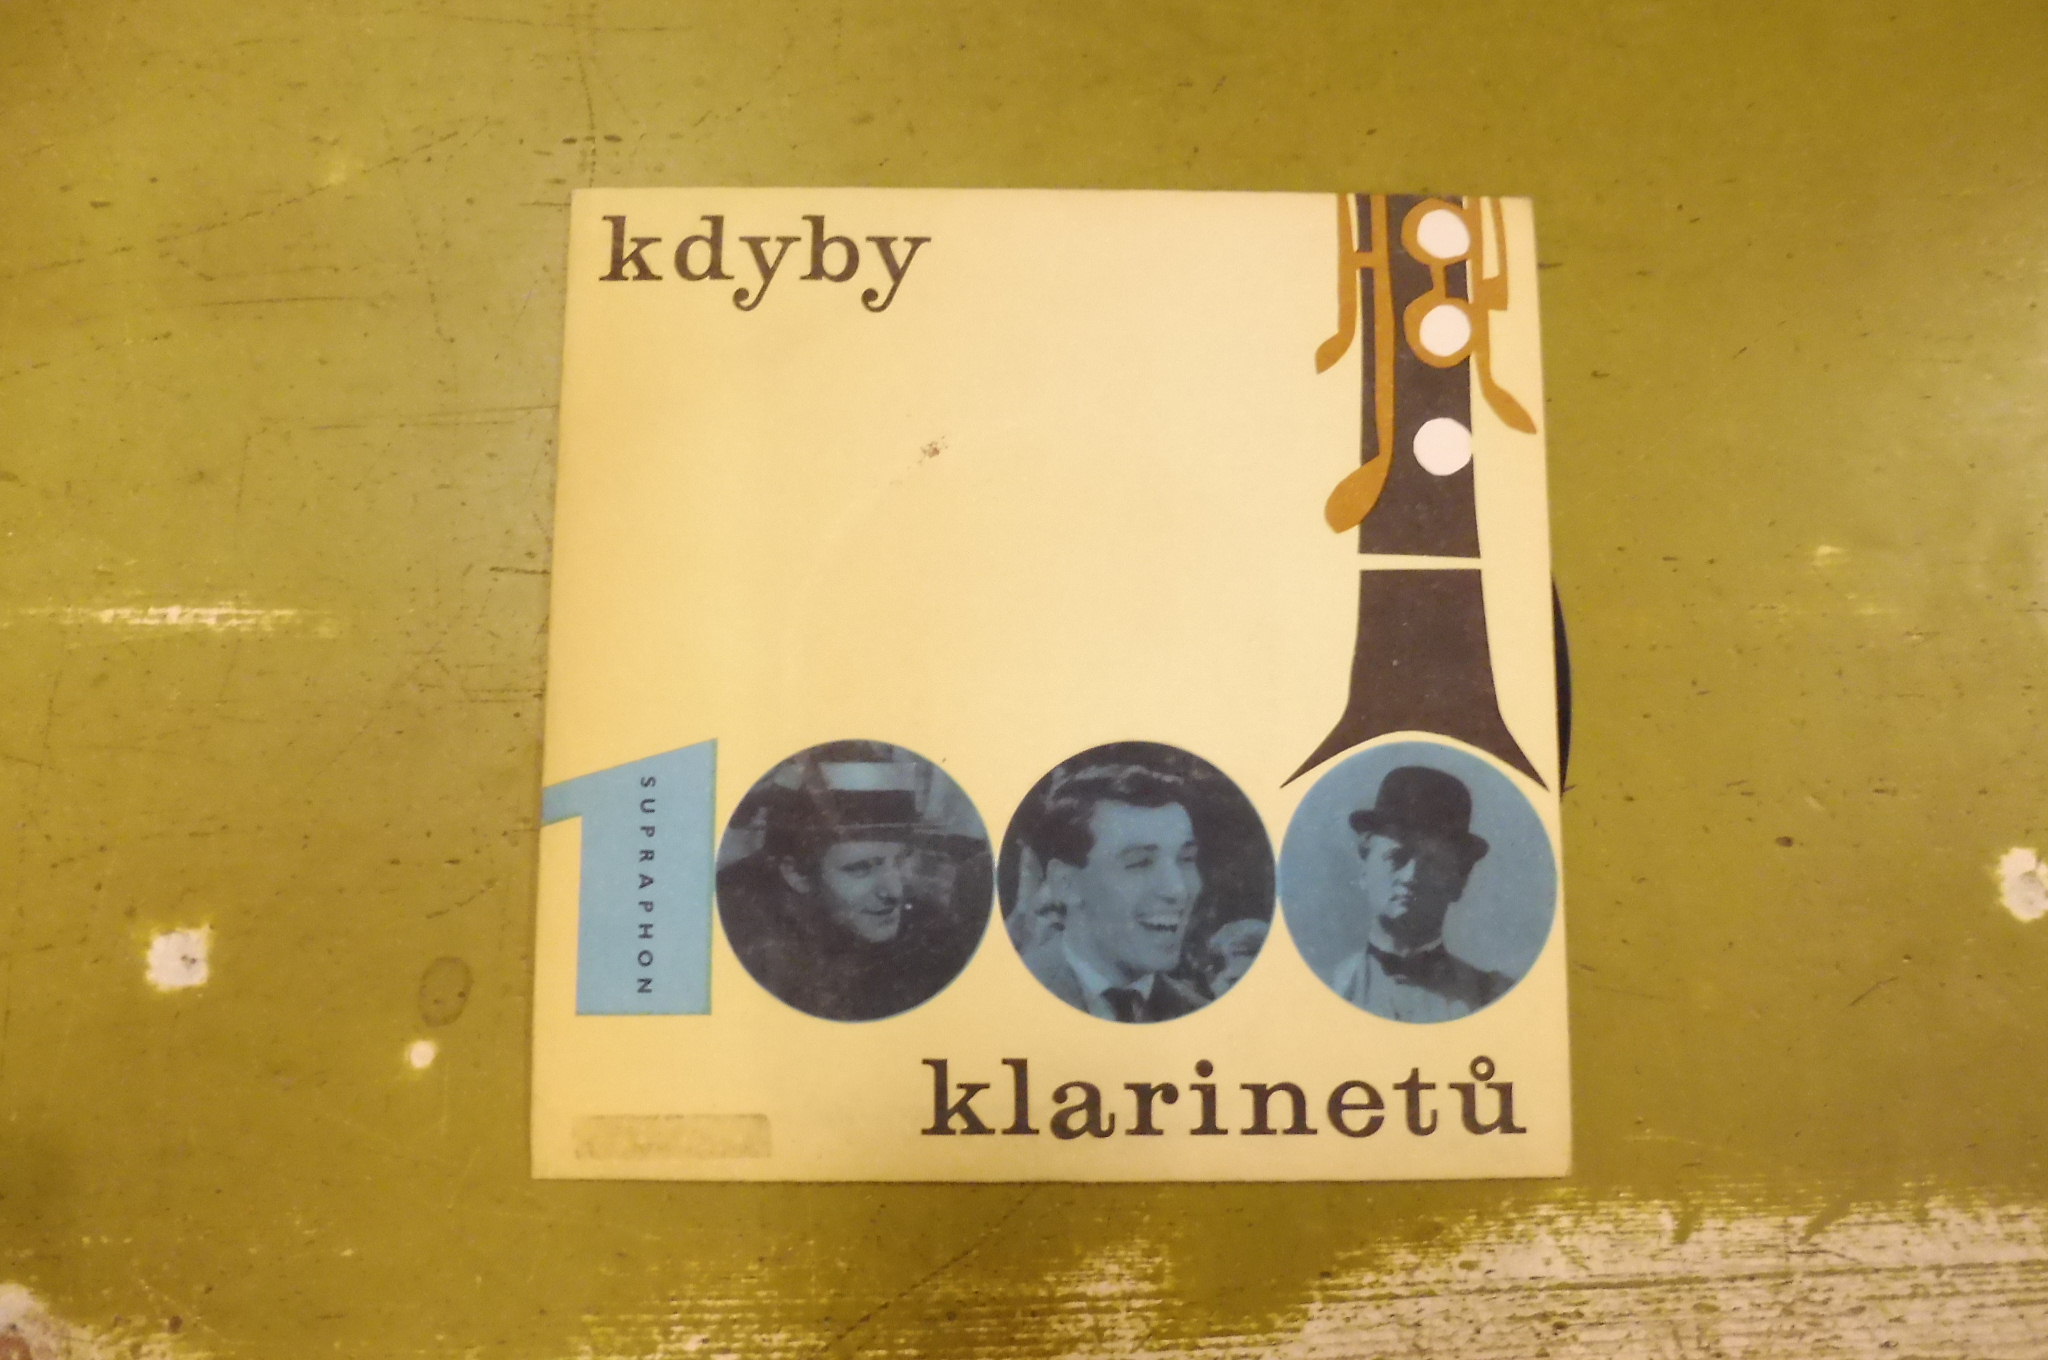 kdyby
1000
SUPRAPHON
klarinetů